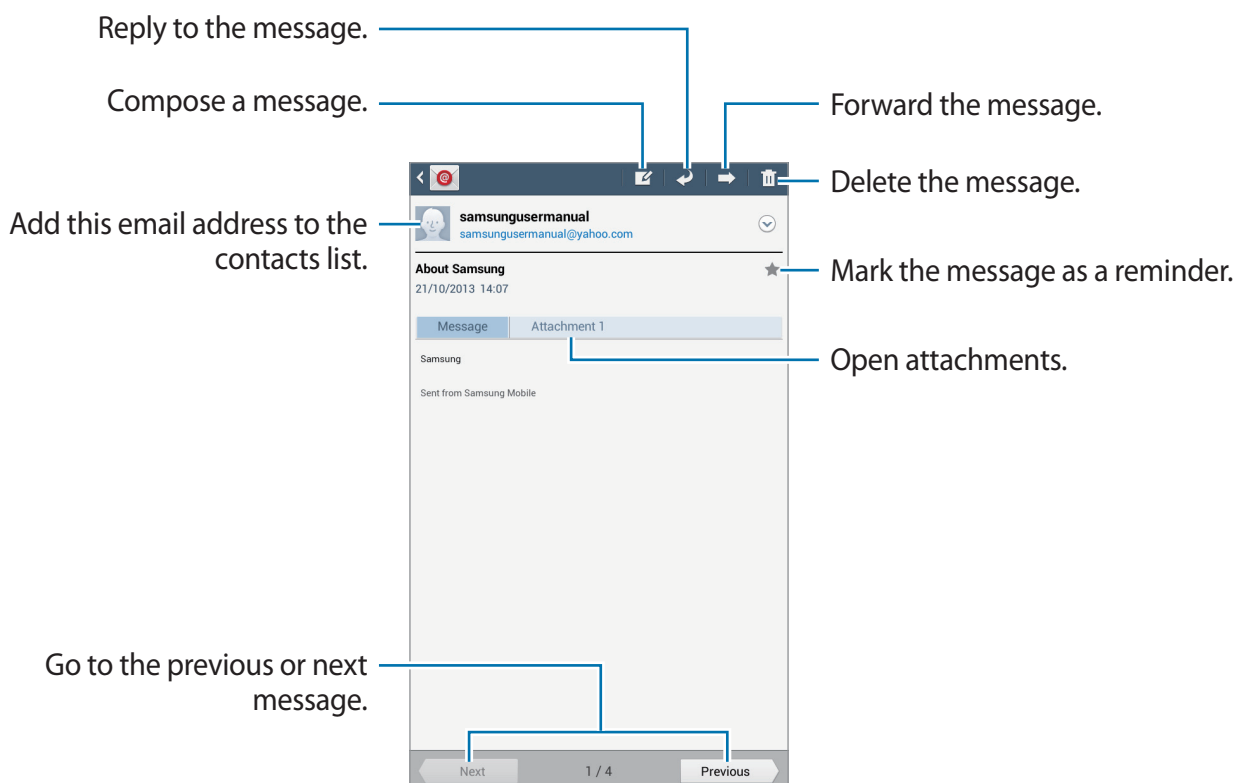 Reply to the message.
Compose a message.
Forward the message.
Delete the message.
@
samsungusermanual
samsungusermanual@yahoo.com
Add this email address to the
contacts list.
About Samsung
21/10/2013 14:07
Mark the message as a reminder.
Message
Attachment 1
Samsung
Open attachments.
Sent from Samsung Mobile
Go to the previous or next
message.
Next
1 / 4
Previous